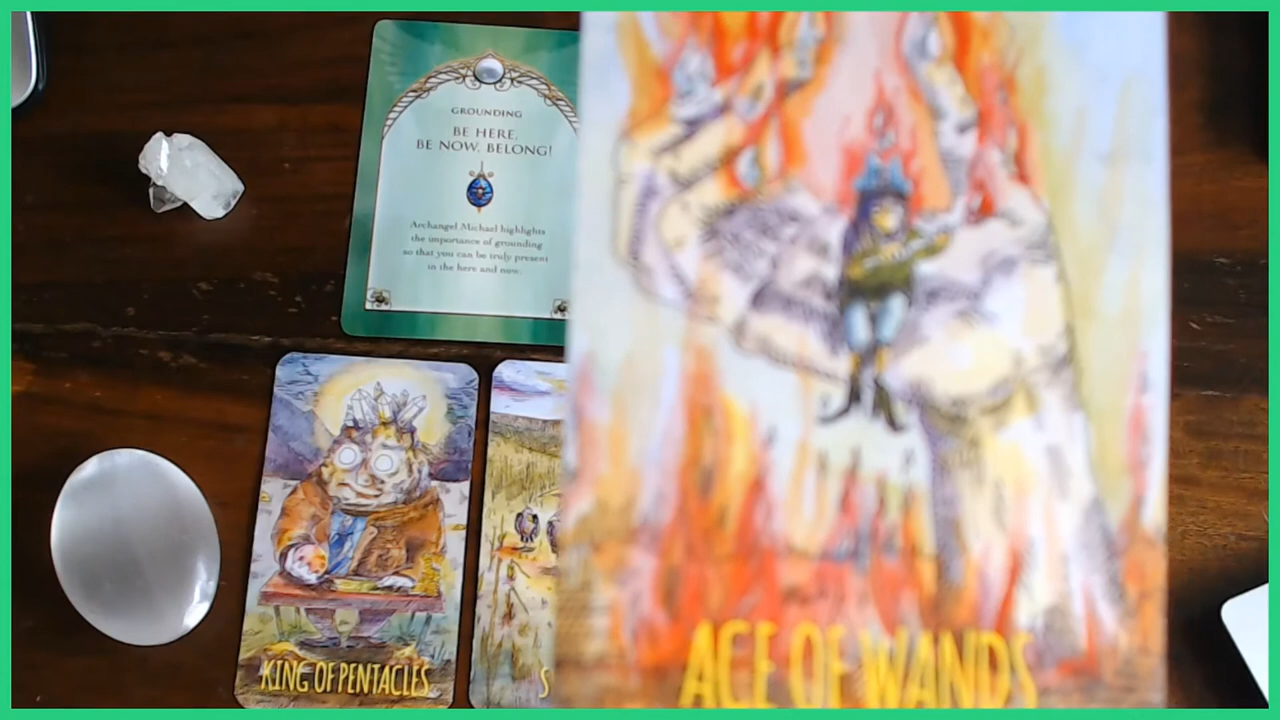 GROUNDING
BE HERE,
BE NOW, BELONG!
Archangel Michael highlights
the importance of grounding
so that you can be truly present
in the here and now.
KING OF PENTACLES
S
ACE OF WANDS